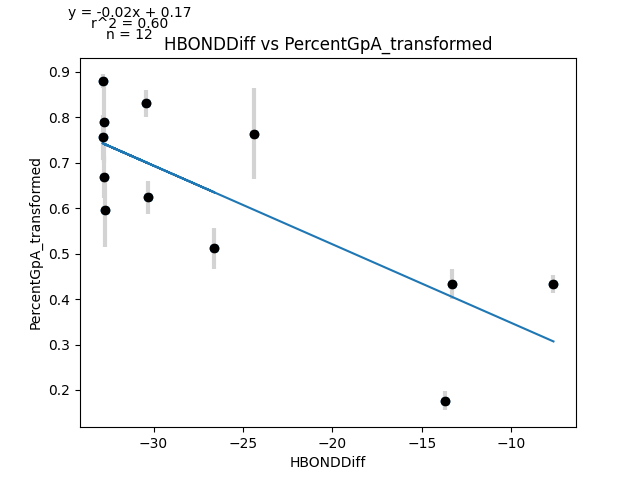 y = -0.02x + 0.17
r^2 = 0.60
n = 12
HBONDDiff vs PercentGpA_transformed
PercentGpA_transformed
0.9
0.8
0.7
0.6
0.5
0.4
0.3
0.2
−30
−25
−20
−15
−10
HBONDDiff